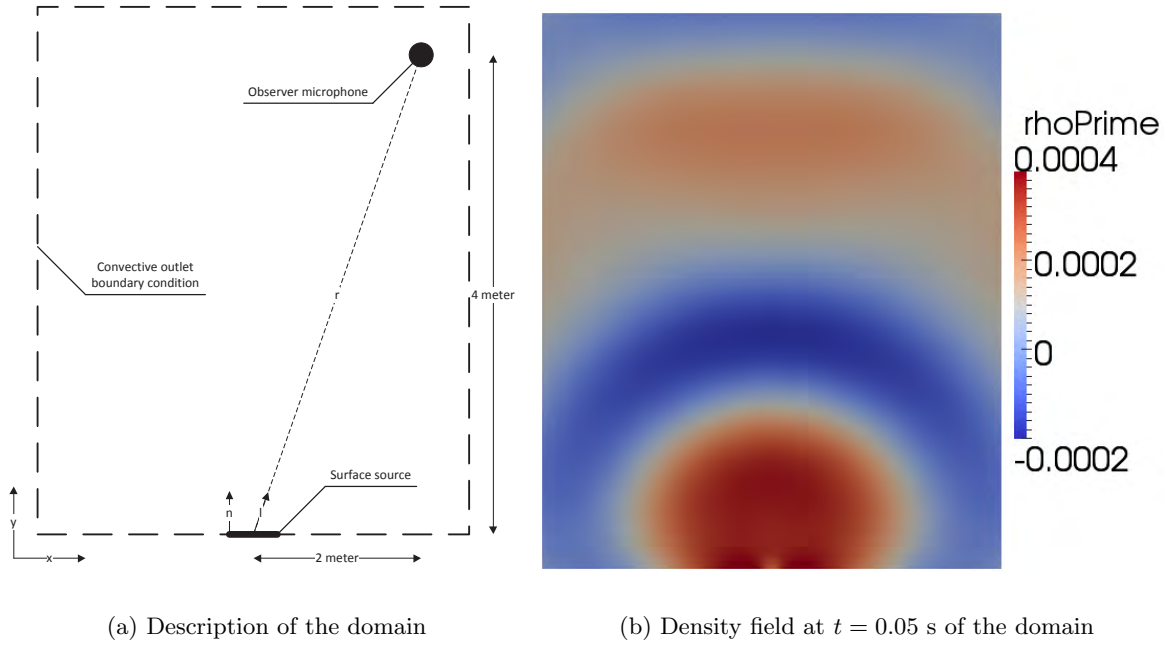 Observer microphone
Convective outlet
boundary condition
r
4 meter
Surface source
n
l
y
x
2 meter
rhoPrime
0.0004
0.0002
0
-0.0002
(a) Description of the domain
(b) Density field at t = 0.05 s of the domain